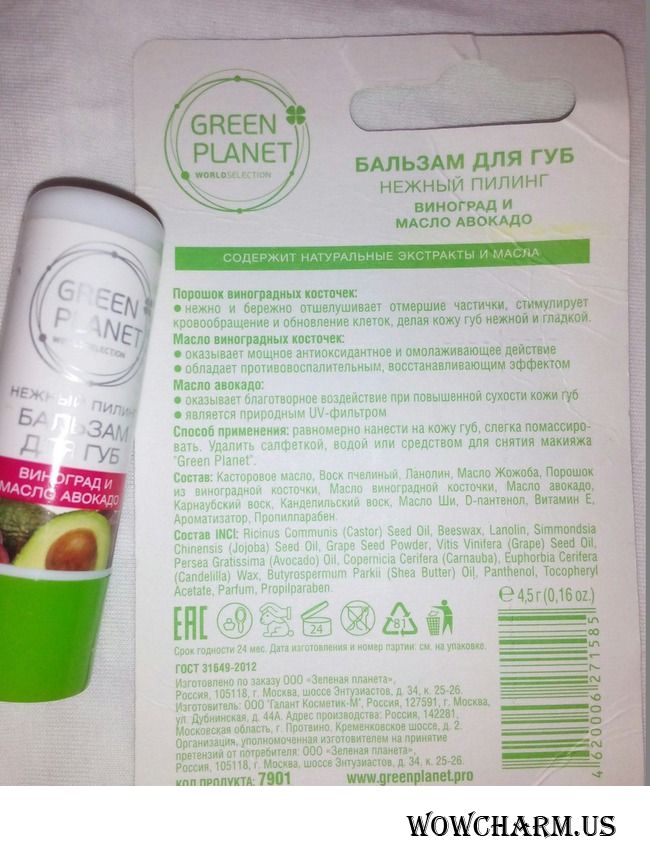 GREEN
PLANET
WORLDSELECTION
БАЛЬЗАМ ДЛЯ ГУБ
НЕЖНЫЙ ПИЛИНГ
ВИНОГРАД И
МАСЛО АВОКАДО
СОДЕРЖИТ НАТУРАЛЬНЫЕ ЭКСТРАКТЫ И МАСЛА
Порошок виноградных косточек:
● нежно и бережно отшелушивает отмершие частички, стимулирует
кровообращение и обновление клеток, делая кожу губ нежной и гладкой.
Масло виноградных косточек:
● оказывает мощное антиоксидантное и омолаживающее действие
● обладает противовоспалительным, восстанавливающим эффектом
Масло авокадо:
● оказывает благотворное воздействие при повышенной сухости кожи губ
● является природным UV-фильтром
Способ применения: равномерно нанести на кожу губ, слегка помассиро-
вать. Удалить салфеткой, водой или средством для снятия макияжа
"Green Planet".
Состав: Касторовое масло, Воск пчелиный, Ланолин, Масло Жожоба, Порошок
из виноградной косточки, Масло виноградной косточки, Масло авокадо,
Карнаубский воск, Канделильский воск, Масло Ши, D-пантенол, Витамин Е,
Ароматизатор, Пропилпарабен.
Состав INCI: Ricinus Communis (Castor) Seed Oil, Beeswax, Lanolin, Simmondsia
Chinensis (Jojoba) Seed Oil, Grape Seed Powder, Vitis Vinifera (Grape) Seed Oil,
Persea Gratissima (Avocado) Oil, Copernicia Cerifera (Carnauba), Euphorbia Cerifera
(Candelilla) Wax, Butyrospermum Parkii (Shea Butter) Oil, Panthenol, Tocopheryl
Acetate, Parfum, Propilparaben.
℮ 4,5 г (0,16 oz.)
EAC
24
81
Срок годности 24 мес. Дата изготовления и номер партии: см. на упаковке.
ГОСТ 31649-2012
Изготовлено по заказу ООО «Зеленая планета»,
Россия, 105118, г. Москва, шоссе Энтузиастов, д. 34, к. 25-26.
Изготовитель: ООО "Галант Косметик-М", Россия, 127591, г. Москва,
ул. Дубнинская, д. 44А. Адрес производства: Россия, 142281,
Московская область, г. Протвино, Кременковское шоссе, д. 2.
Организация, уполномоченная изготовителем на принятие
претензий от потребителя: ООО «Зеленая планета»,
Россия, 105118, г. Москва, шоссе Энтузиастов, д. 34, к. 25-26.
КОД ПРОДУКТА: 7901 www.greenplanet.pro
4620006271585
GREEN
PLANET
WORLDSELECTION
НЕЖНЫЙ ПИЛИНГ
БАЛЬЗАМ
ДЛЯ ГУБ
ВИНОГРАД И
МАСЛО АВОКАДО
WOWCHARM.US